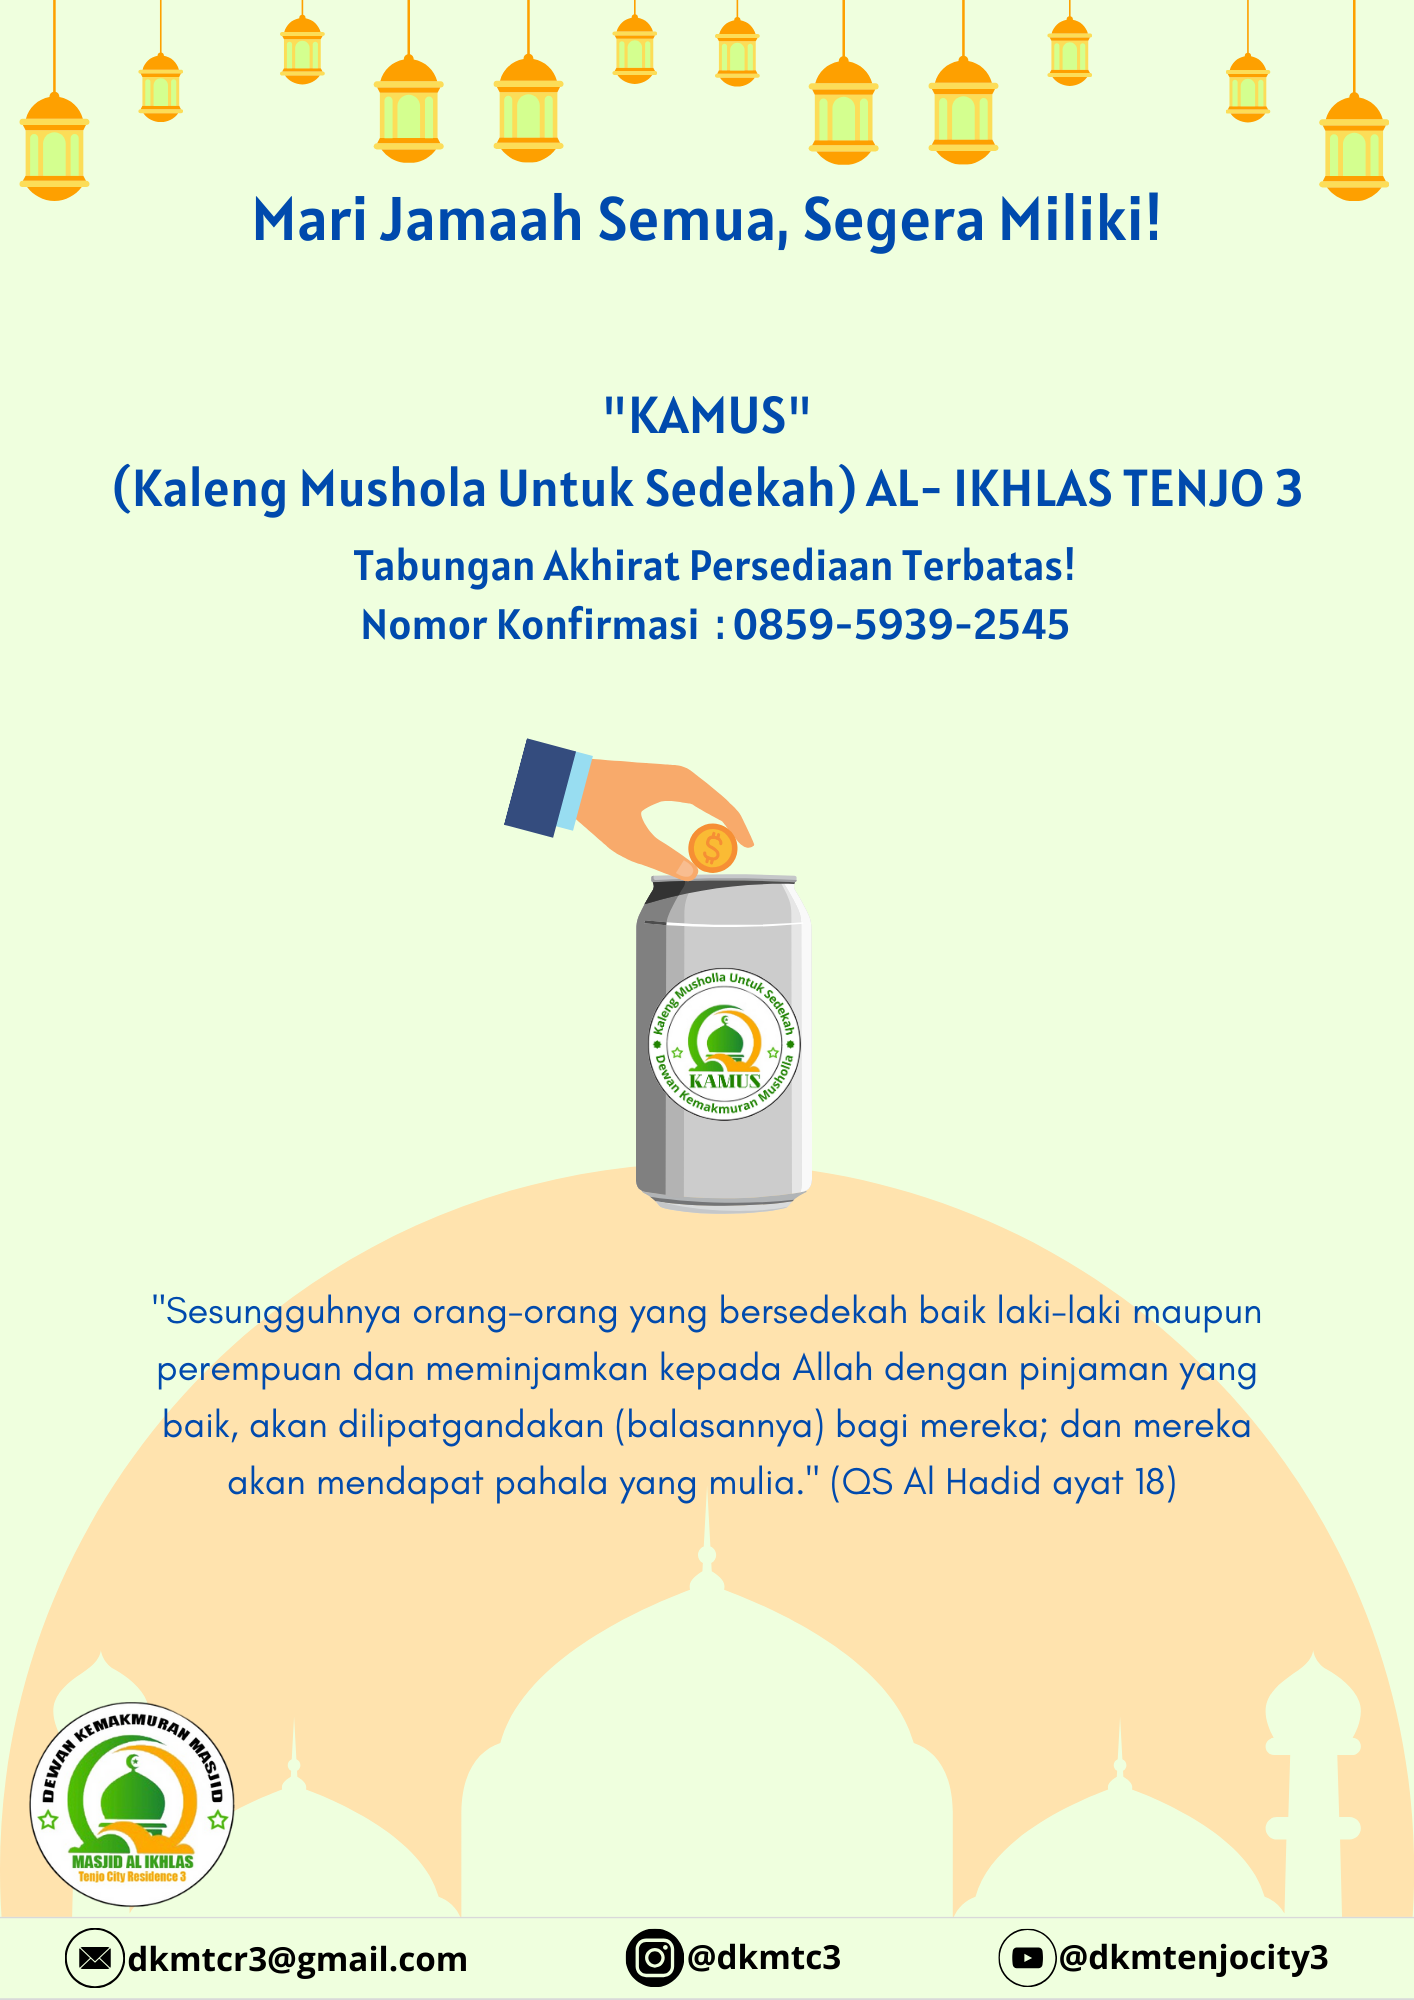 Mari Jamaah Semua, Segera Miliki!
"KAMUS"
(Kaleng Mushola Untuk Sedekah) AL- IKHLAS TENJO 3
Tabungan Akhirat Persediaan Terbatas!
Nomor Konfirmasi : 0859-5939-2545
$
Kaleng Musholla Untuk Sedekah
KAMUS
Dewan Kemakmuran Musholla
"Sesungguhnya orang-orang yang bersedekah baik laki-laki maupun
perempuan dan meminjamkan kepada Allah dengan pinjaman yang
baik, akan dilipatgandakan (balasannya) bagi mereka; dan mereka
akan mendapat pahala yang mulia." (QS Al Hadid ayat 18)
DEWAN KEMAKMURAN MASJID
MASJID AL IKHLAS
Tenjo City Residence 3
dkmtcr3@gmail.com
@dkmtc3
@dkmtenjocity3